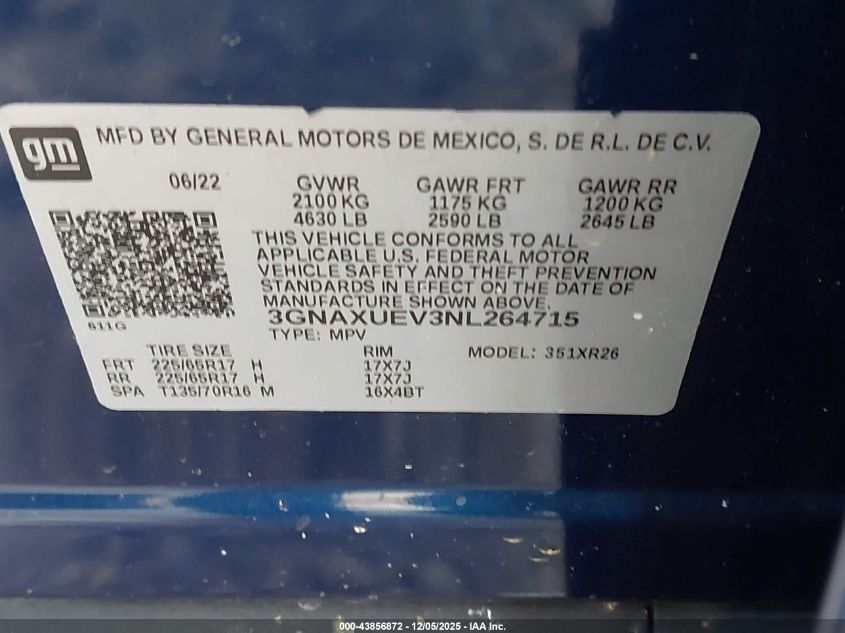 gm
MFD BY GENERAL MOTORS DE MEXICO, S. DE R.L. DE C.V.
06/22 GVWR GAWR FRT GAWR RR
2100 KG 1175 KG 1200 KG
4630 LB 2590 LB 2645 LB
THIS VEHICLE CONFORMS TO ALL
APPLICABLE U.S. FEDERAL MOTOR
VEHICLE SAFETY AND THEFT PREVENTION
STANDARDS IN EFFECT ON THE DATE OF
MANUFACTURE SHOWN ABOVE.
3GNAXUEV3NL264715
611G
TYPE: MPV
TIRE SIZE RIM MODEL: 351XR26
FRT 225/65R17 H 17X7J
RR 225/65R17 H 17X7J
SPA T135/70R16 M 16X4BT
000-43856872 - 12/05/2025 - IAA Inc.